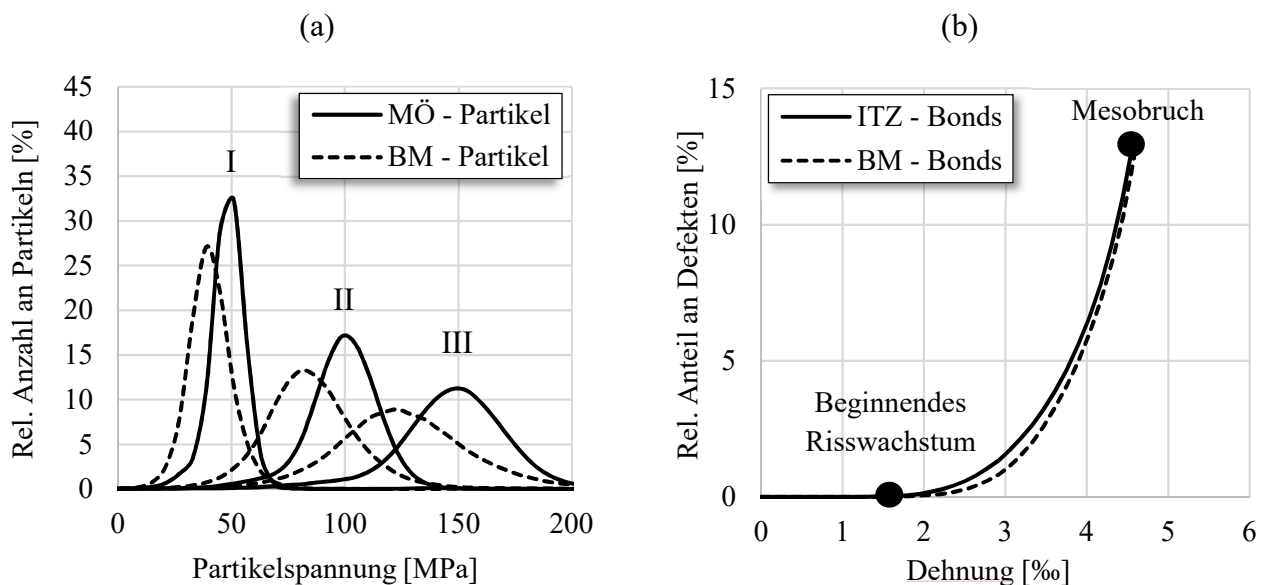 (a)
Rel. Anzahl an Partikeln [%]
45
40
35
30
25
20
15
10
5
0
MÖ - Partikel
BM - Partikel
I
II
III
0 50 100 150 200
Partikelspannung [MPa]
(b)
Rel. Anteil an Defekten [%]
15
10
5
0
ITZ - Bonds
BM - Bonds
Mesobruch
Beginnendes
Risswachstum
0 1 2 3 4 5 6
Dehnung [‰]